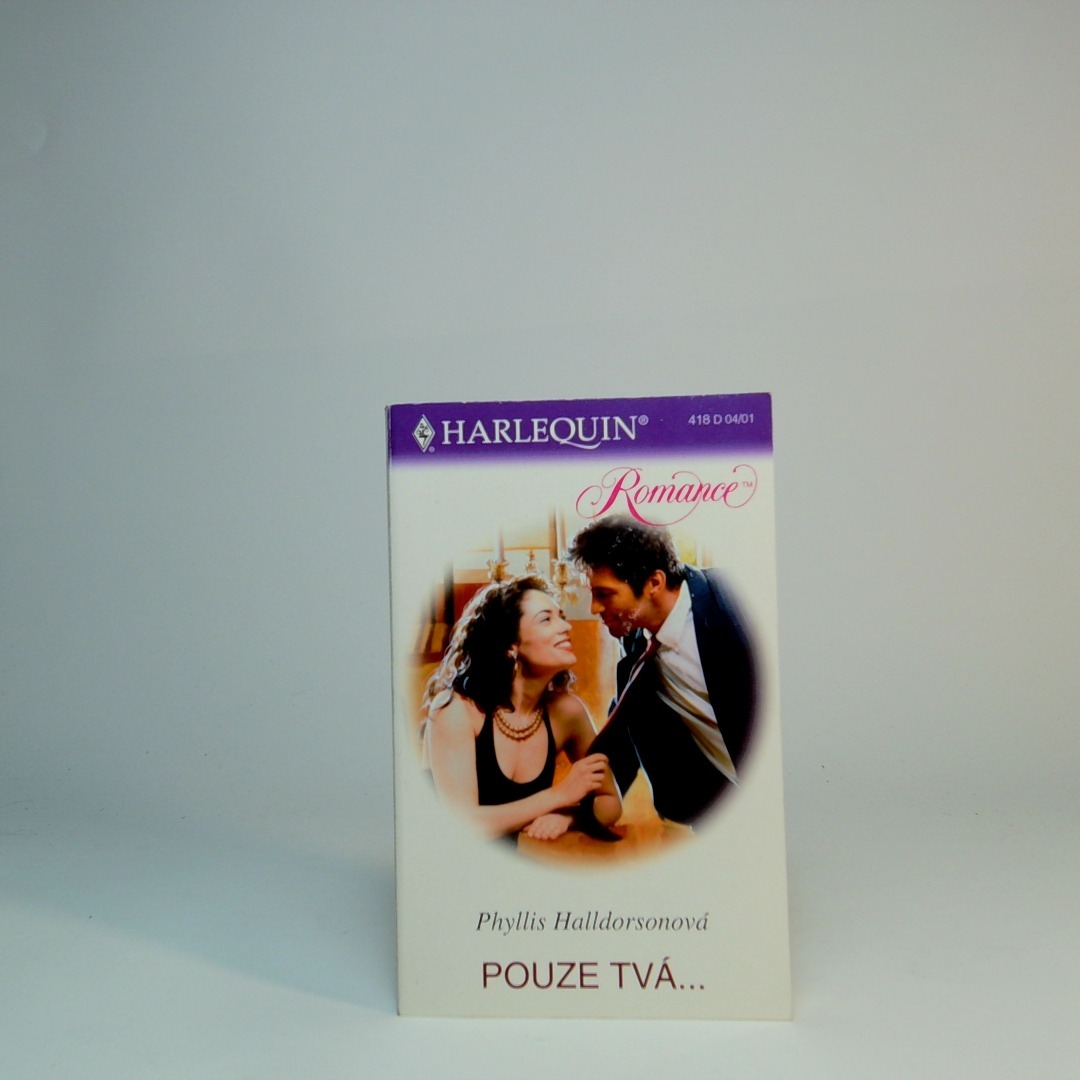 HARLEQUIN®
418 D 04/01
Romance™
Phyllis Halldorsonová
POUZE TVÁ...